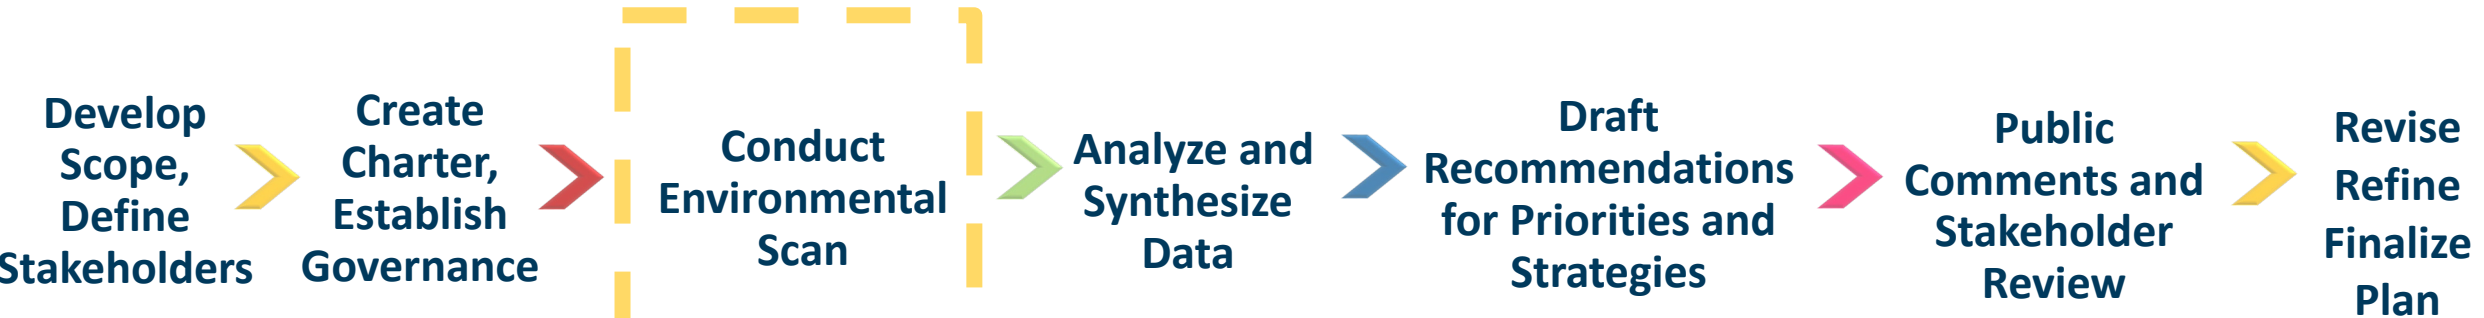 Develop
Scope,
Define
Stakeholders
Create
Charter,
Establish
Governance
Conduct
Environmental
Scan
Analyze and
Synthesize
Data
Draft
Recommendations
for Priorities and
Strategies
Public
Comments and
Stakeholder
Review
Revise
Refine
Finalize
Plan